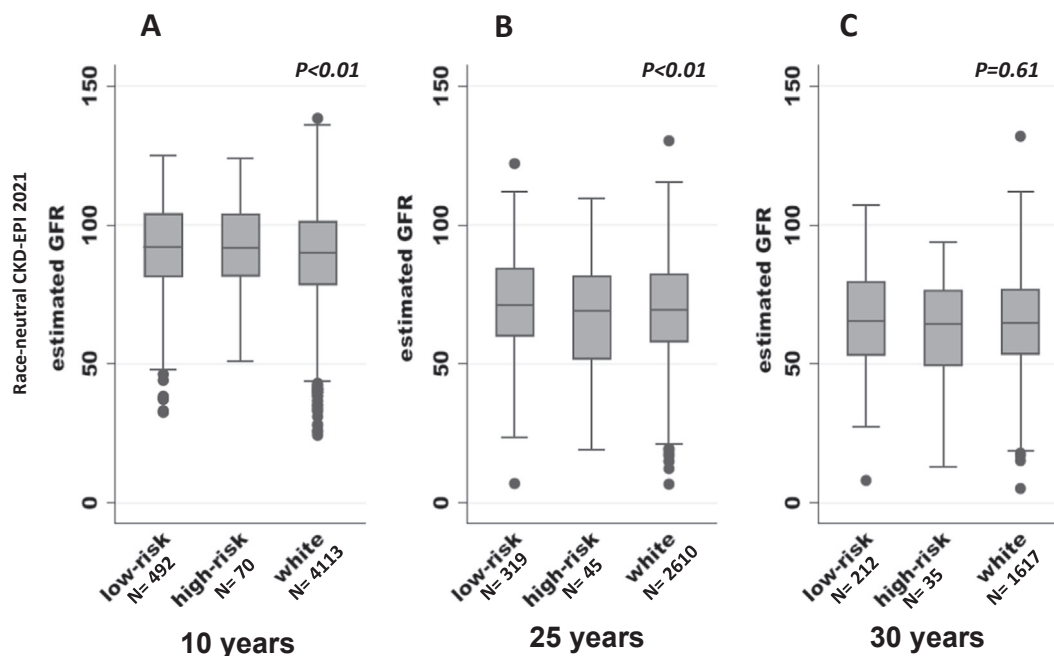 A
B
C
P<0.01
P<0.01
P=0.61
Race-neutral CKD-EPI 2021
estimated GFR
150
100
50
0
low-risk
N= 492
high-risk
N= 70
white
N= 4113
10 years
estimated GFR
150
100
50
0
low-risk
N= 319
high-risk
N= 45
white
N= 2610
25 years
estimated GFR
150
100
50
0
low-risk
N= 212
high-risk
N= 35
white
N= 1617
30 years